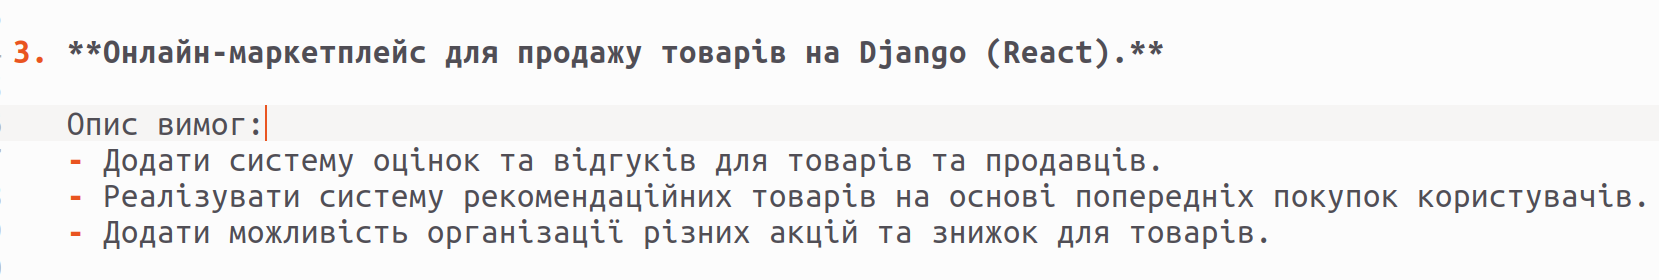 3. **Онлайн-маркетплейс для продажу товарів на Django (React).**
Опис вимог:
- Додати систему оцінок та відгуків для товарів та продавців.
- Реалізувати систему рекомендаційних товарів на основі попередніх покупок користувачів.
- Додати можливість організації різних акцій та знижок для товарів.